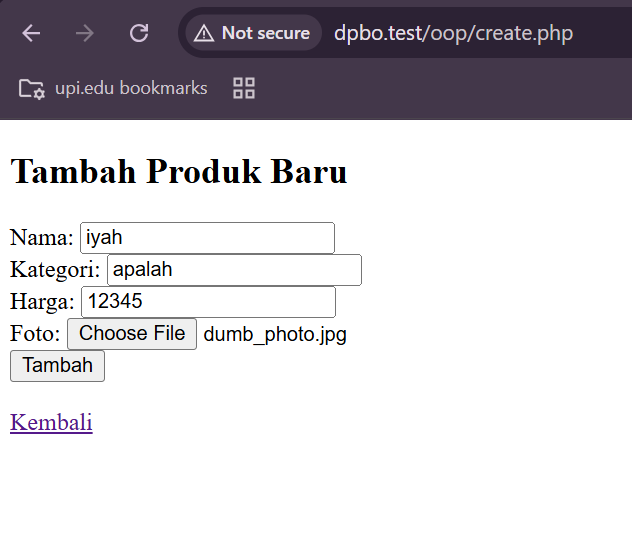 Not secure dpbo.test/oop/create.php
upi.edu bookmarks
Tambah Produk Baru
Nama: iyah
Kategori: apalah
Harga: 12345
Foto: Choose File dumb_photo.jpg
Tambah
Kembali